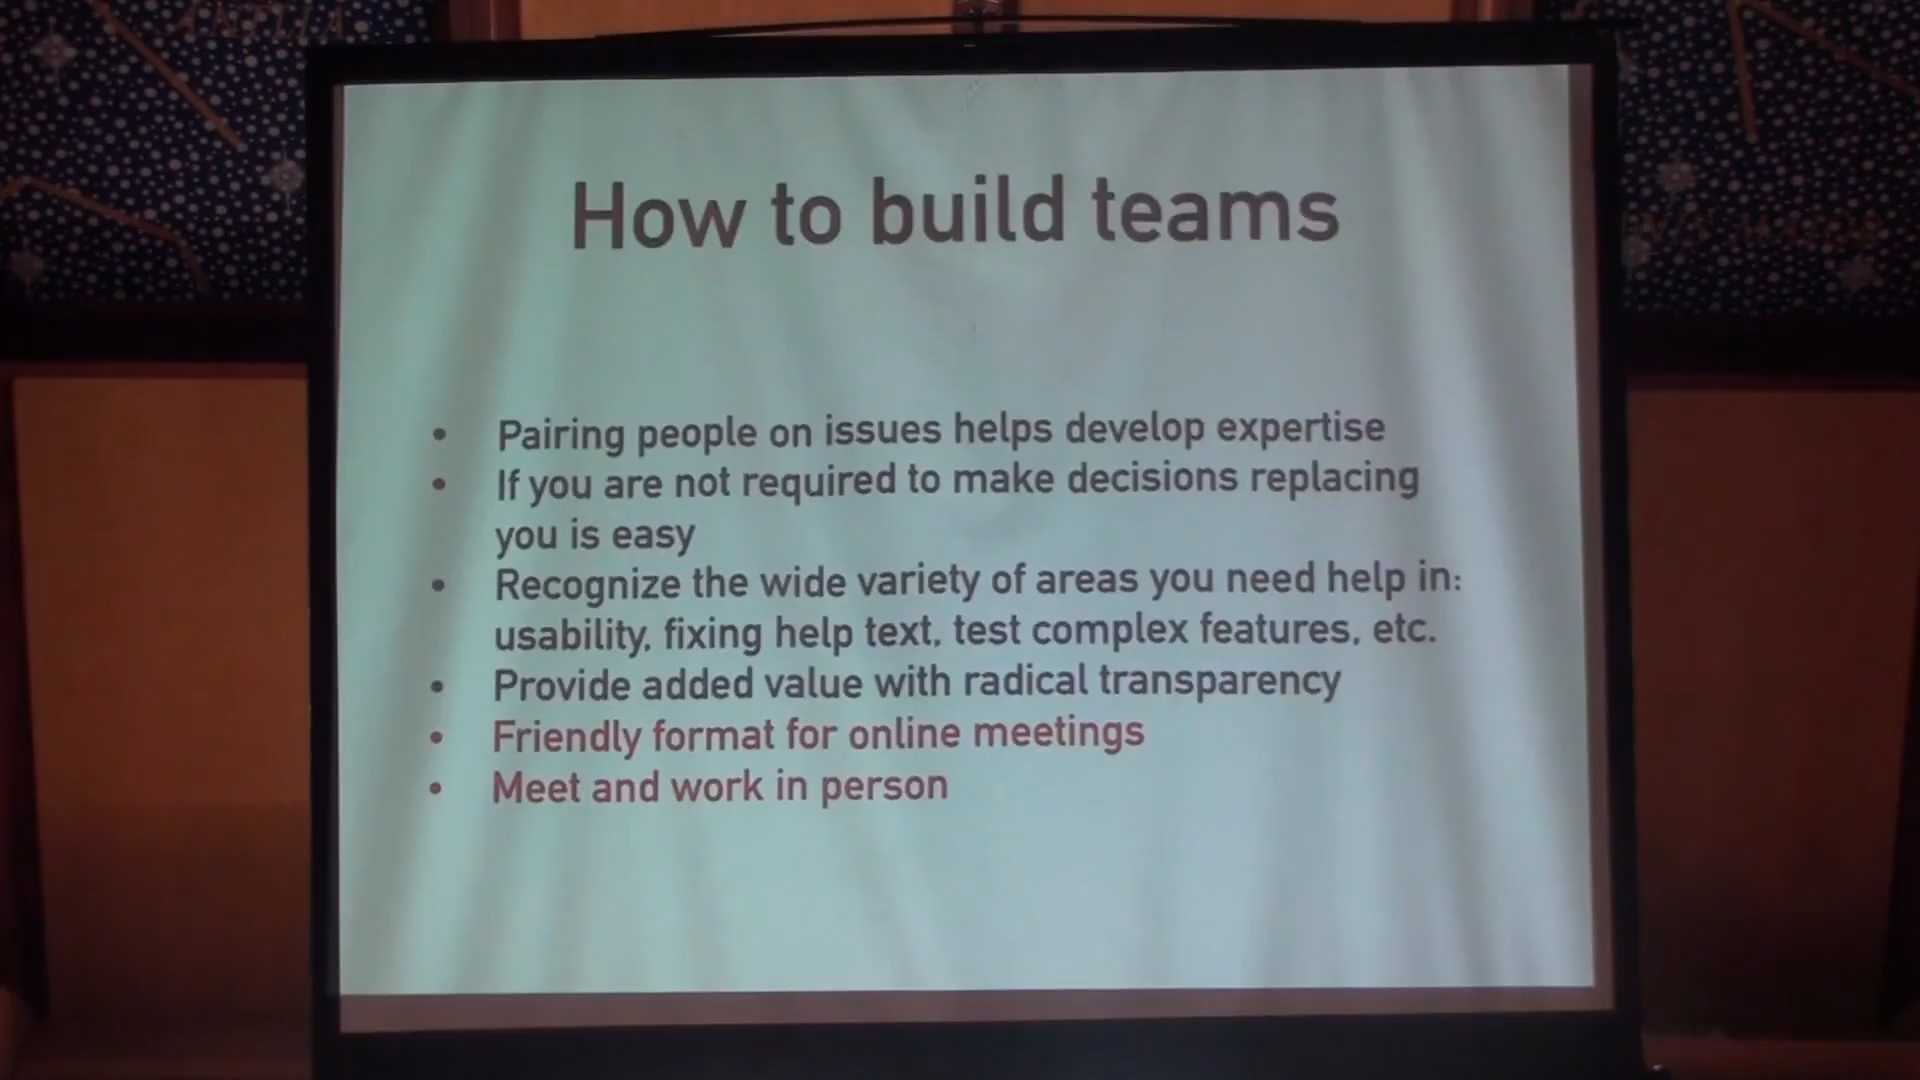 How to build teams
• Pairing people on issues helps develop expertise
• If you are not required to make decisions replacing
you is easy
• Recognize the wide variety of areas you need help in:
usability, fixing help text, test complex features, etc.
• Provide added value with radical transparency
• Friendly format for online meetings
• Meet and work in person